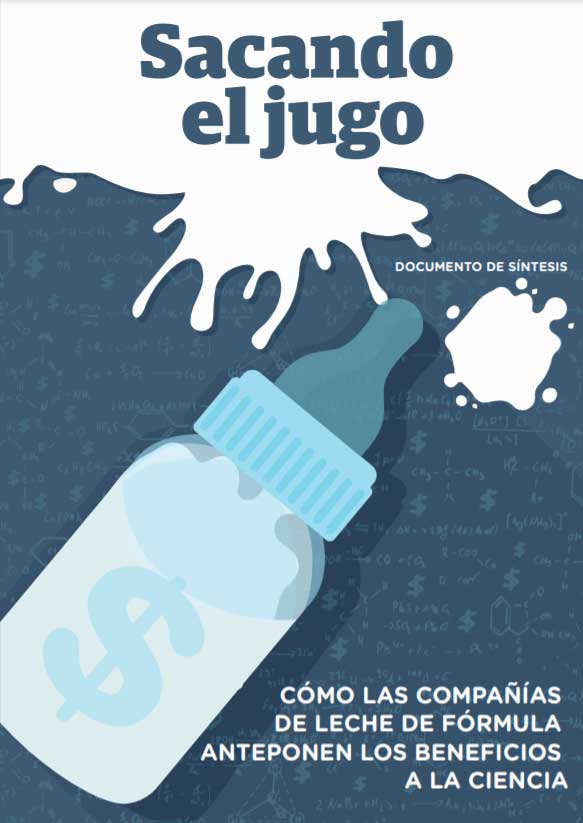 Sacando
el jugo
DOCUMENTO DE SÍNTESIS
$
CÓMO LAS COMPAÑÍAS
DE LECHE DE FÓRMULA
ANTEPONEN LOS BENEFICIOS
A LA CIENCIA